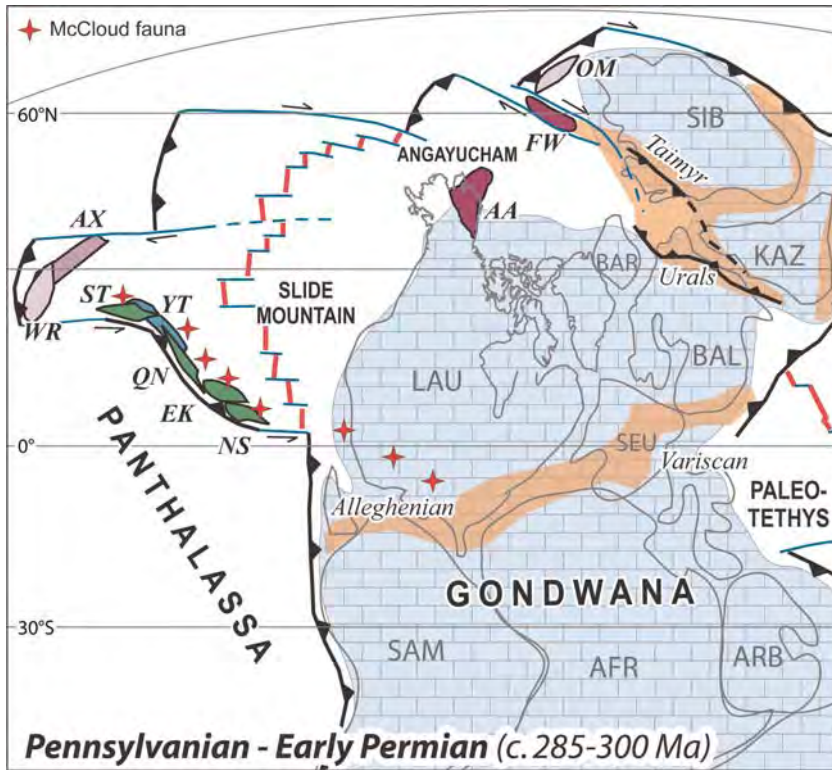 McCloud fauna
OM
SIB
60°N
FW
ANGAYUCHAM
Taimyr
AX
AA
BAR
KAZ
Urals
ST
YT
SLIDE
MOUNTAIN
WR
BAL
QN
LAU
EK
NS
SEU
0°
PANTHALASSA
Variscan
Alleghenian
PALEO-
TETHYS
GONDWANA
30°S
SAM
AFR
ARB
Pennsylvanian - Early Permian (c. 285-300 Ma)